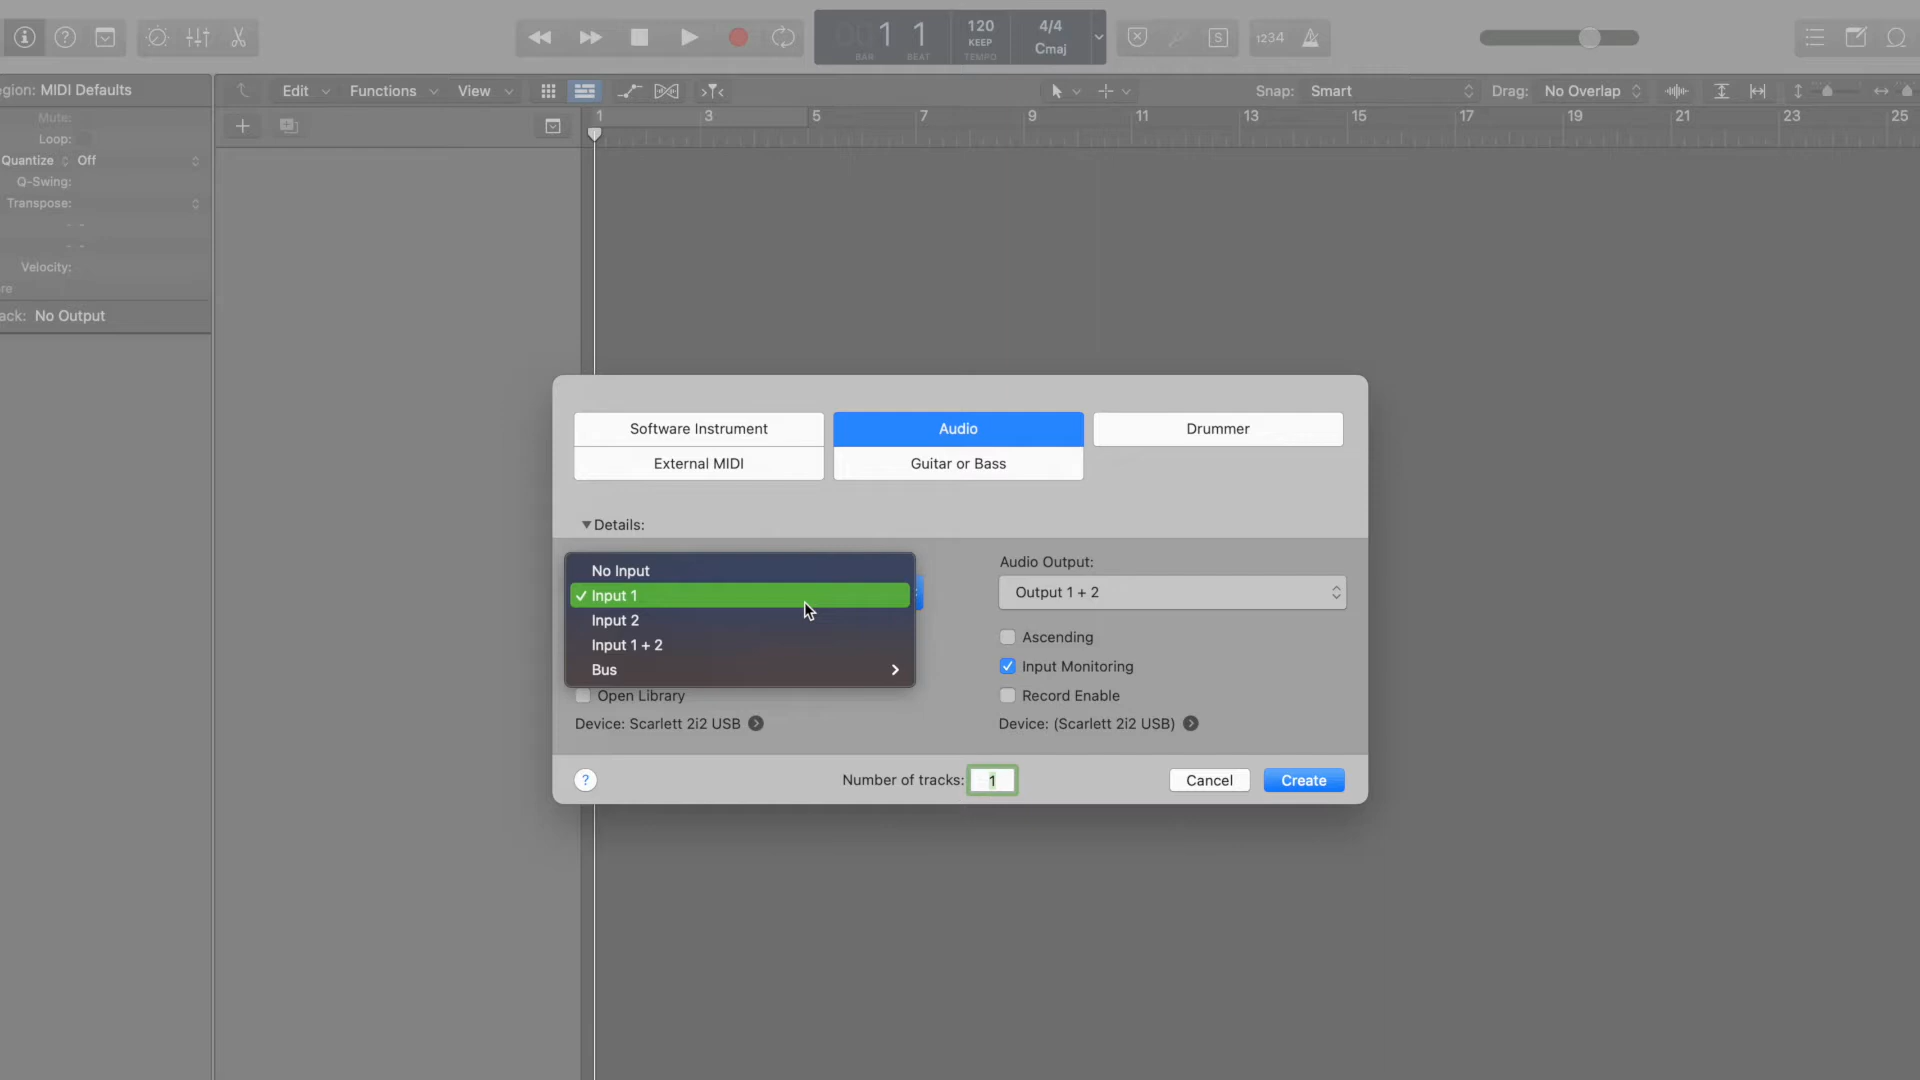 1 1
BAR BEAT
120
KEEP
TEMPO
4/4
Cmaj
S
1234
egion: MIDI Defaults
Edit
Functions
View
Snap: Smart
Drag: No Overlap
Mute:
Loop:
Quantize Off
Q-Swing:
Transpose:
Velocity:
re
ack: No Output
1 3 5 7 9 11 13 15 17 19 21 23 25
Software Instrument
Audio
Drummer
External MIDI
Guitar or Bass
Details:
No Input
✓ Input 1
Input 2
Input 1 + 2
Bus
Open Library
Device: Scarlett 2i2 USB
Audio Output:
Output 1 + 2
Ascending
Input Monitoring
Record Enable
Device: (Scarlett 2i2 USB)
?
Number of tracks: 1
Cancel
Create